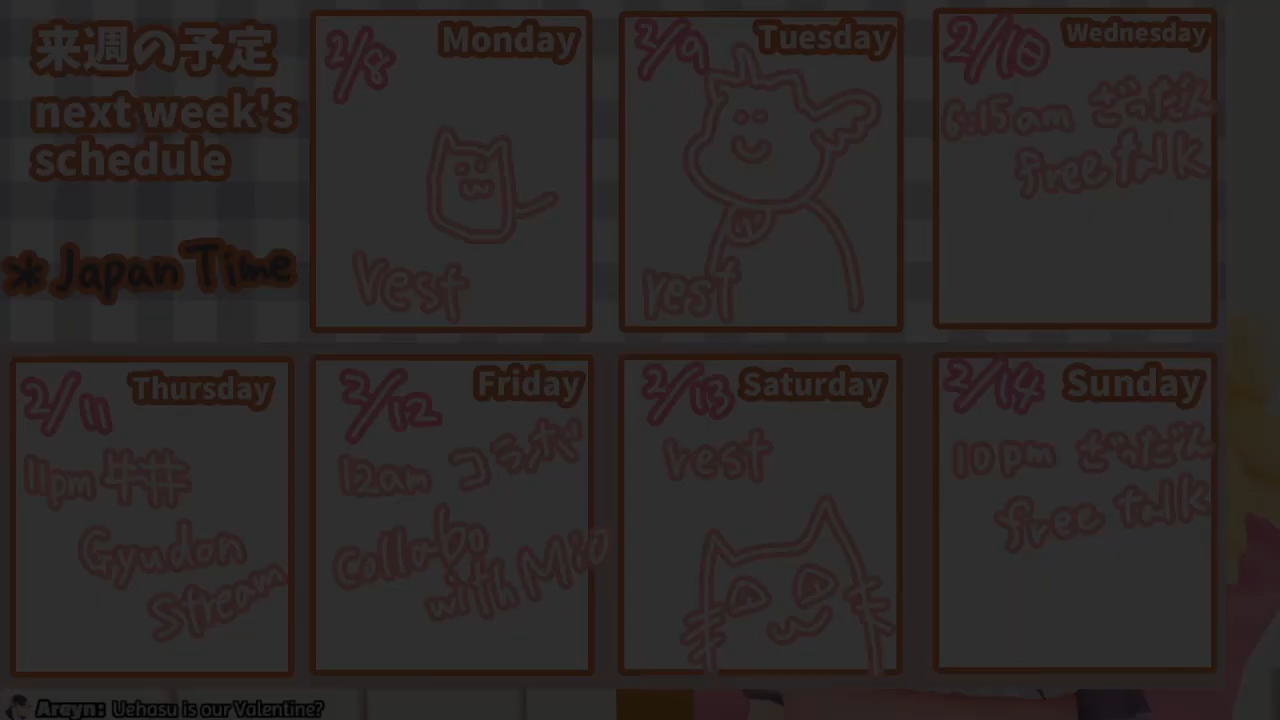 来週の予定
next week's
schedule
*Japan Time
2/8 Monday
rest
2/9 Tuesday
rest
2/10 Wednesday
6:15am ざつだん
free talk
2/11 Thursday
11pm 牛丼
Gyudon
Stream
2/12 Friday
12am コラボ
Collabo
with Mio
2/13 Saturday
rest
2/14 Sunday
10pm ざつだん
free talk
Areyn: Uehasu is our Valentine?